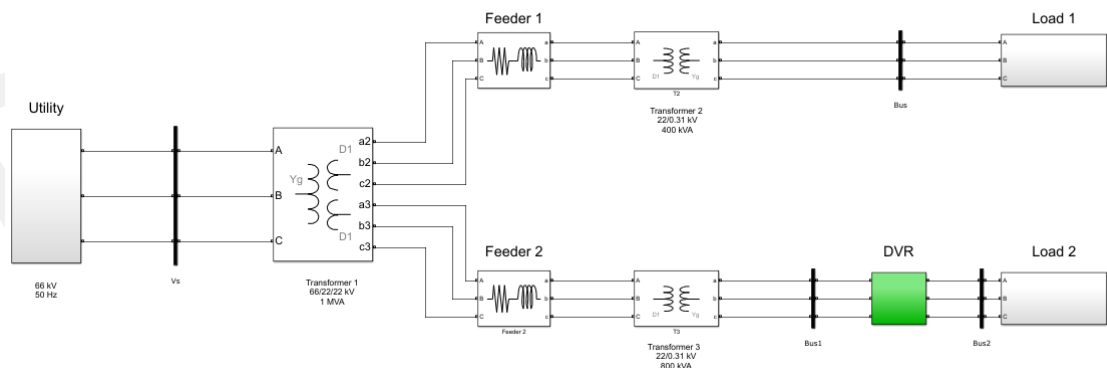 Utility
66 kV
50 Hz
Vs
A
B
C
Yg
D1
D1
a2
b2
c2
a3
b3
c3
Transformer 1
66/22/22 kV
1 MVA
Feeder 1
A
B
C
a
b
c
A
B
C
D1
Yg
a
b
c
T2
Transformer 2
22/0.31 kV
400 kVA
Bus
Load 1
A
B
C
Feeder 2
A
B
C
a
b
c
Feeder 2
A
B
C
D1
Yg
a
b
c
T3
Transformer 3
22/0.31 kV
800 kVA
Bus1
DVR
Bus2
Load 2
A
B
C